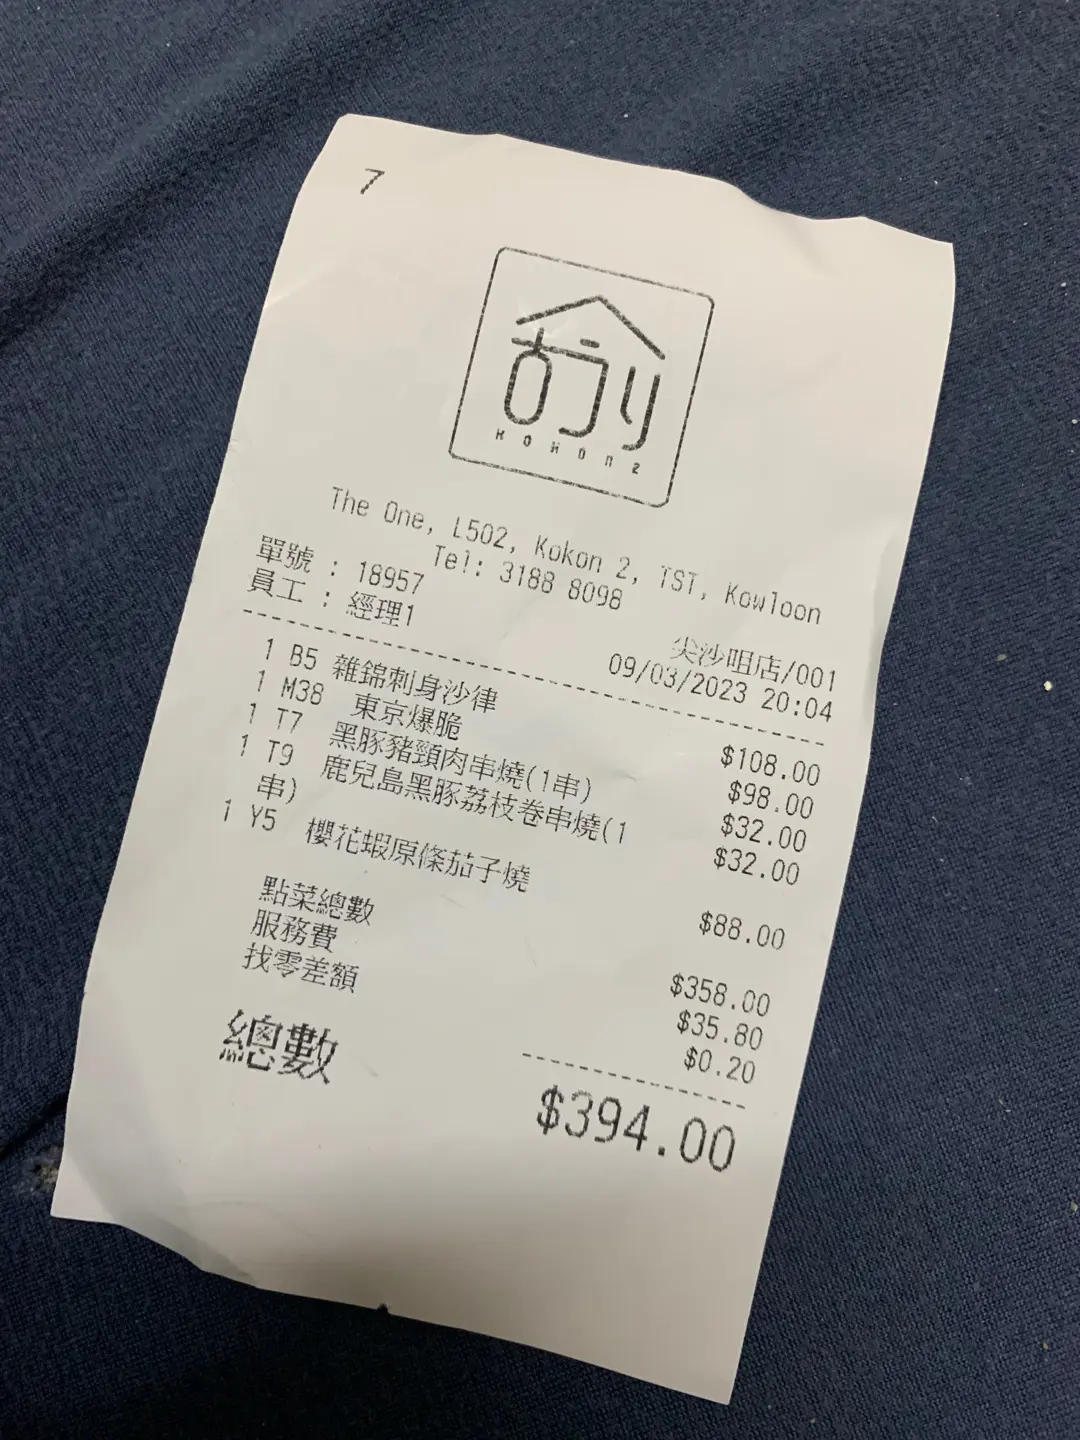 7
KOKON2
The One, L502, Kokon 2, TST, Kowloon
Tel: 3188 8098
單號 : 18957
尖沙咀店/001
員工 : 經理1
09/03/2023 20:04
1 B5 雜錦刺身沙律 $108.00
1 M38 東京爆脆 $98.00
1 T7 黑豚豬頸肉串燒(1串) $32.00
1 T9 鹿兒島黑豚荔枝卷串燒(1 $32.00
串)
1 Y5 櫻花蝦原條茄子燒 $88.00
點菜總數 $358.00
服務費 $35.80
找零差額 $0.20
總數 $394.00